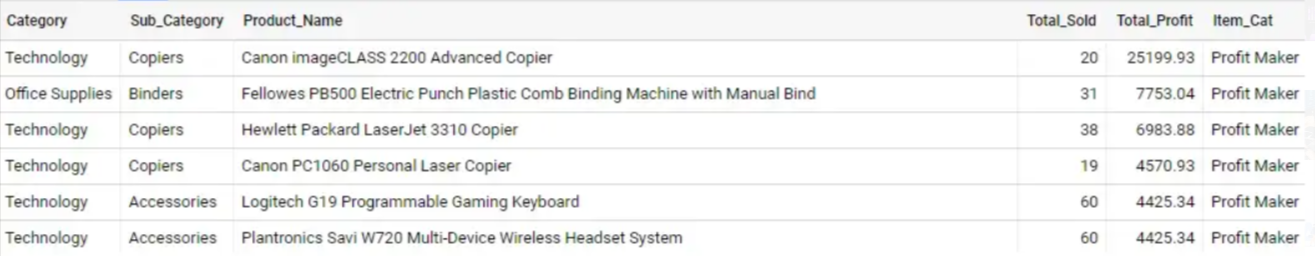 Category Sub_Category Product_Name Total_Sold Total_Profit Item_Cat
Technology Copiers Canon imageCLASS 2200 Advanced Copier 20 25199.93 Profit Maker
Office Supplies Binders Fellowes PB500 Electric Punch Plastic Comb Binding Machine with Manual Bind 31 7753.04 Profit Maker
Technology Copiers Hewlett Packard LaserJet 3310 Copier 38 6983.88 Profit Maker
Technology Copiers Canon PC1060 Personal Laser Copier 19 4570.93 Profit Maker
Technology Accessories Logitech G19 Programmable Gaming Keyboard 60 4425.34 Profit Maker
Technology Accessories Plantronics Savi W720 Multi-Device Wireless Headset System 60 4425.34 Profit Maker